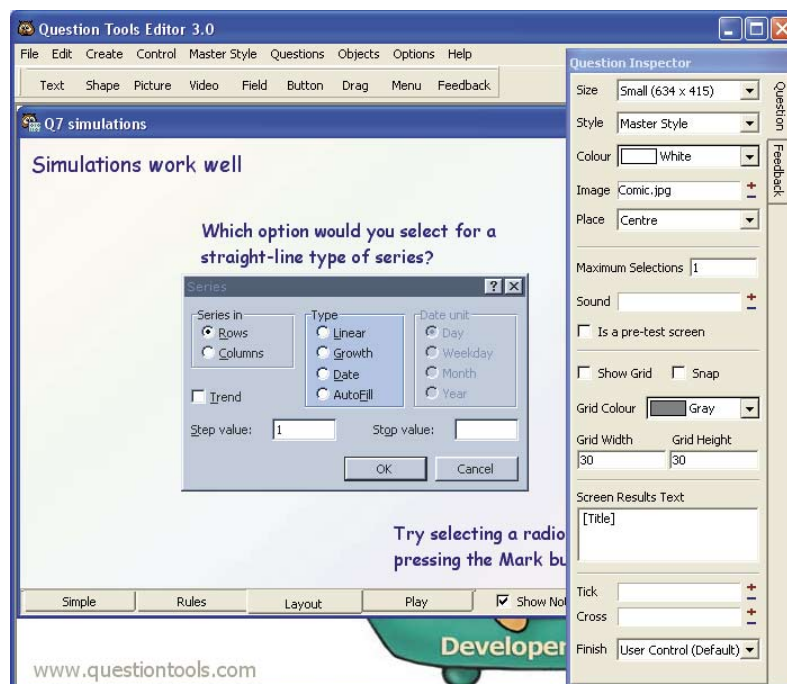 Question Tools Editor 3.0
File Edit Create Control Master Style Questions Objects Options Help
Text Shape Picture Video Field Button Drag Menu Feedback
Q7 simulations
Simulations work well
Which option would you select for a
straight-line type of series?
Series
Series in
Rows
Columns
Trend
Type
Linear
Growth
Date
AutoFill
Date unit
Day
Weekday
Month
Year
Step value: 1
Stop value:
OK Cancel
Try selecting a radio
pressing the Mark bu
Simple Rules Layout Play Show Not
Developer
www.questiontools.com
Question Inspector
Question
Feedback
Size Small (634 x 415)
Style Master Style
Colour White
Image Comic.jpg
Place Centre
Maximum Selections 1
Sound
Is a pre-test screen
Show Grid Snap
Grid Colour Gray
Grid Width Grid Height
30 30
Screen Results Text
[Title]
Tick
Cross
Finish User Control (Default)